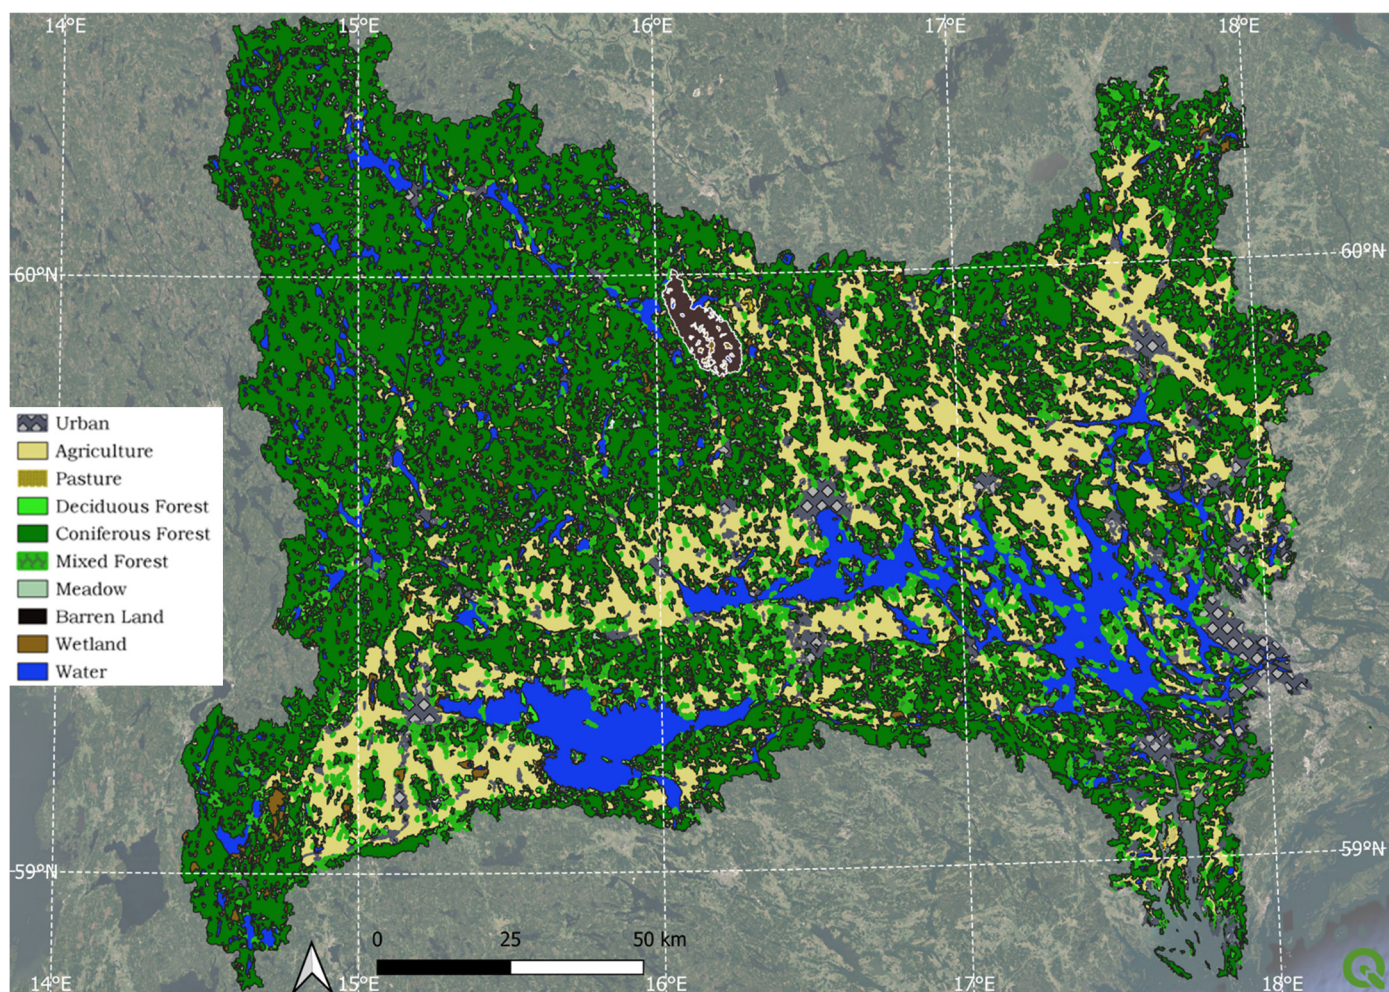 14°E 15°E 16°E 17°E 18°E
60°N 60°N
Urban
Agriculture
Pasture
Deciduous Forest
Coniferous Forest
Mixed Forest
Meadow
Barren Land
Wetland
Water
59°N 59°N
0 25 50 km
14°E 15°E 16°E 17°E 18°E